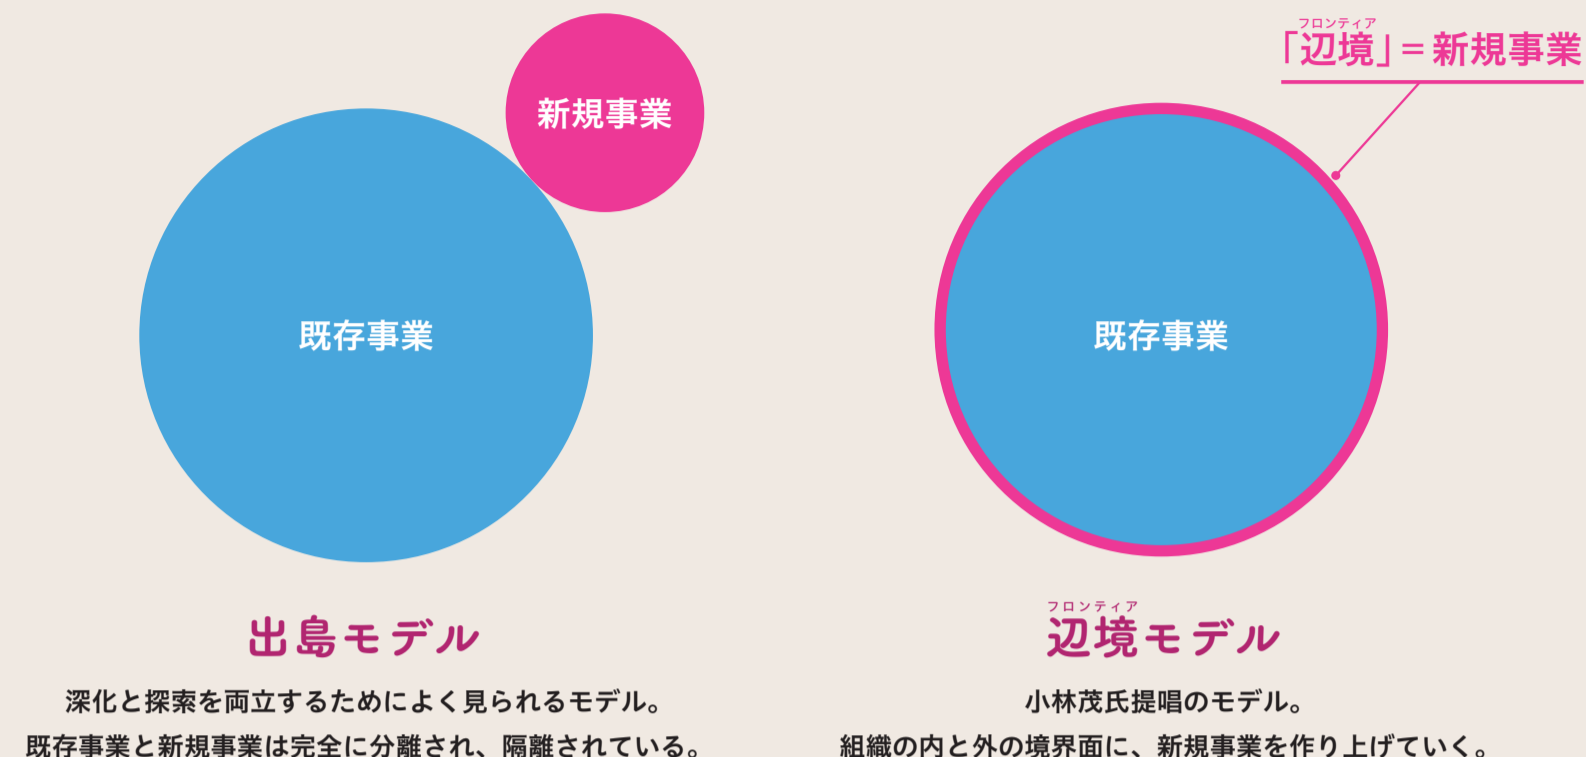 新規事業
既存事業
出島モデル
深化と探索を両立するためによく見られるモデル。
既存事業と新規事業は完全に分離され、隔離されている。
フロンティア
「辺境」＝新規事業
既存事業
フロンティア
辺境モデル
小林茂氏提唱のモデル。
組織の内と外の境界面に、新規事業を作り上げていく。